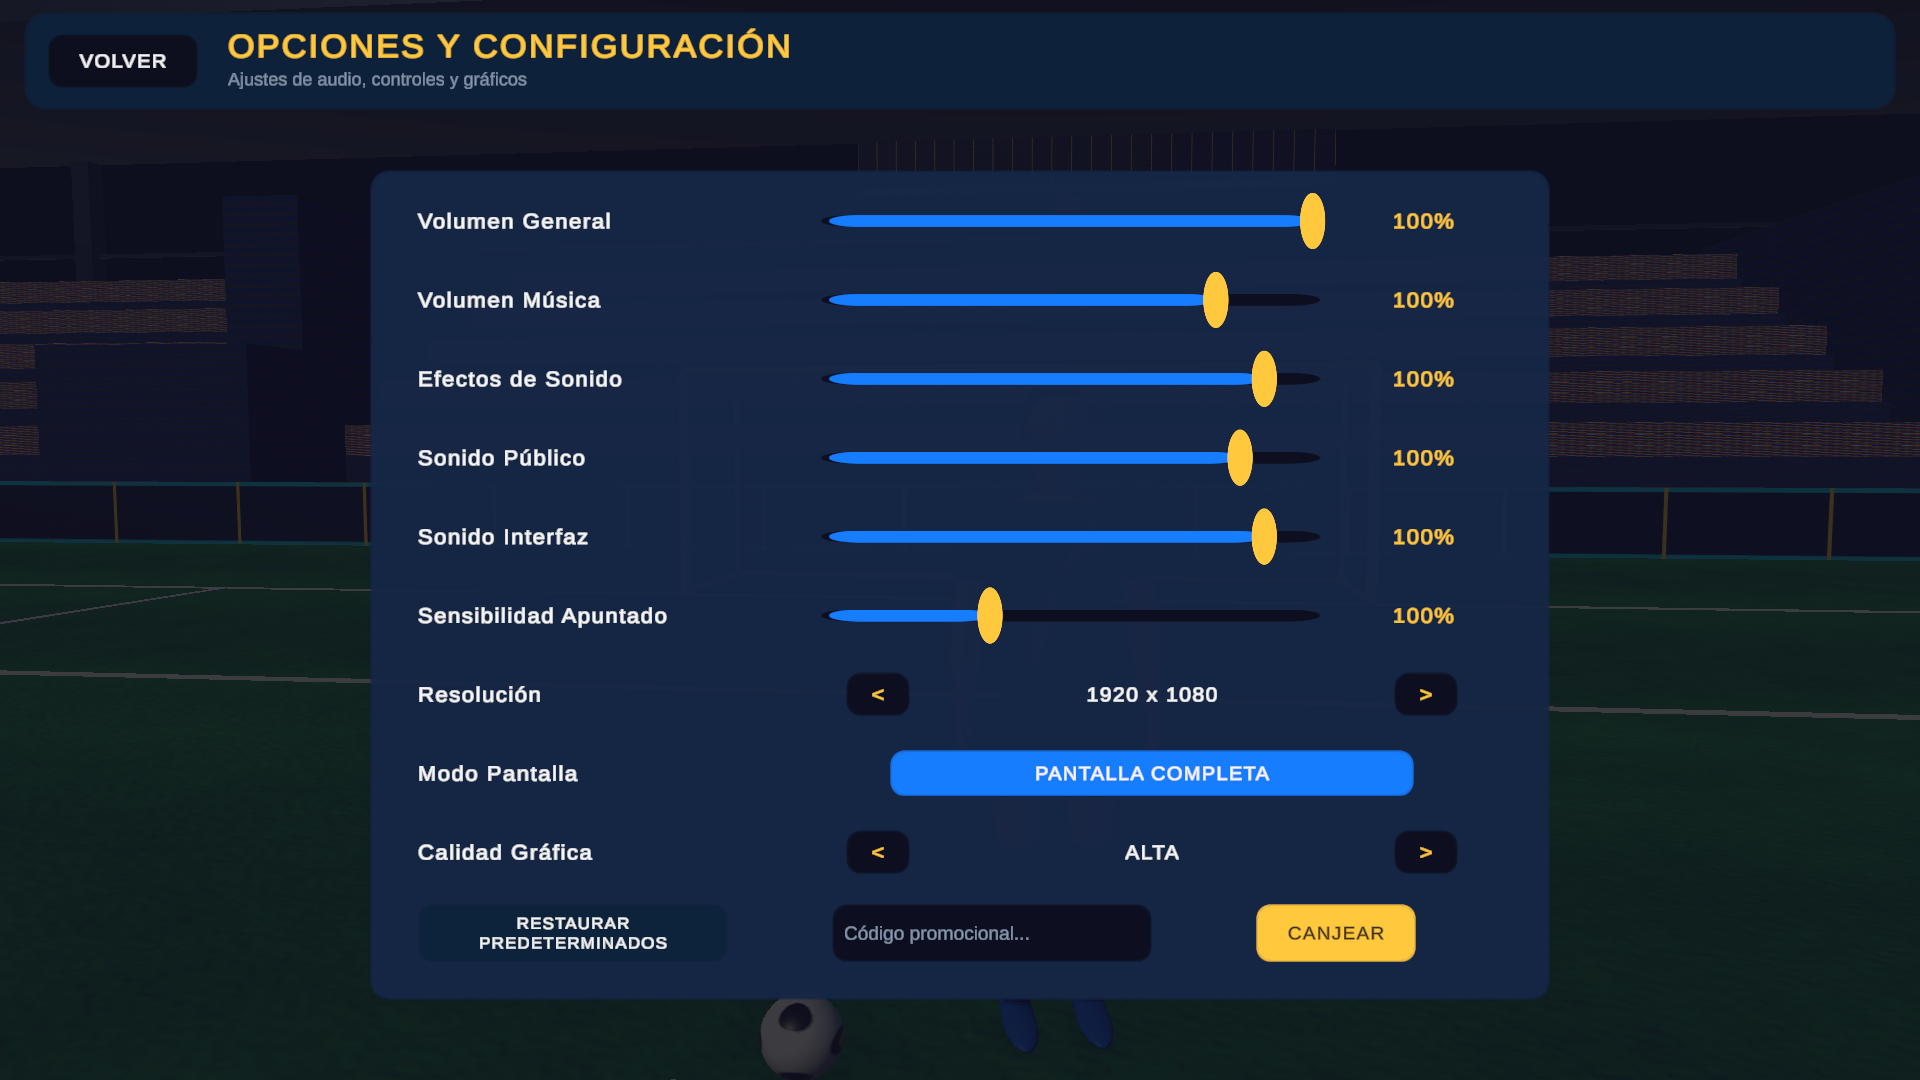 VOLVER
OPCIONES Y CONFIGURACIÓN
Ajustes de audio, controles y gráficos
Volumen General 100%
Volumen Música 100%
Efectos de Sonido 100%
Sonido Público 100%
Sonido Interfaz 100%
Sensibilidad Apuntado 100%
Resolución < 1920 x 1080 >
Modo Pantalla PANTALLA COMPLETA
Calidad Gráfica < ALTA >
RESTAURAR
PREDETERMINADOS
Código promocional...
CANJEAR